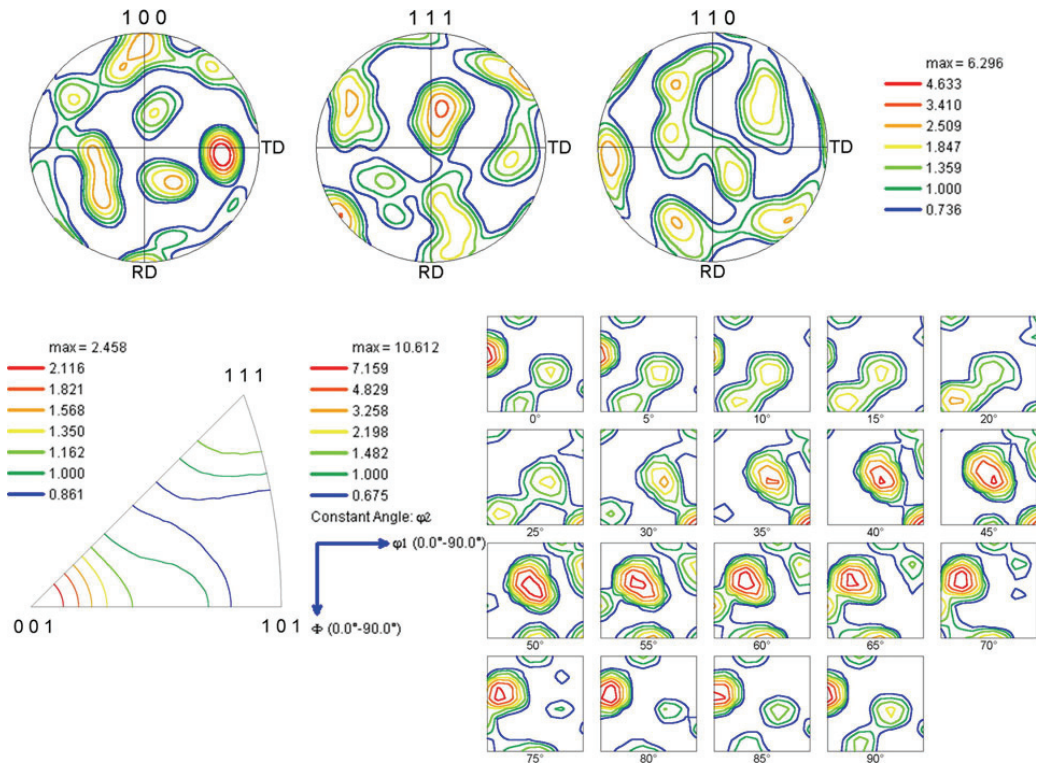 1 0 0
1 1 1
1 1 0
TD
TD
TD
RD
RD
RD
max = 6.296
4.633
3.410
2.509
1.847
1.359
1.000
0.736
max = 2.458
2.116
1.821
1.568
1.350
1.162
1.000
0.861
1 1 1
0 0 1
1 0 1
max = 10.612
7.159
4.829
3.258
2.198
1.482
1.000
0.675
Constant Angle: φ2
φ1 (0.0°-90.0°)
Φ (0.0°-90.0°)
0° 5° 10° 15° 20°
25° 30° 35° 40° 45°
50° 55° 60° 65° 70°
75° 80° 85° 90°